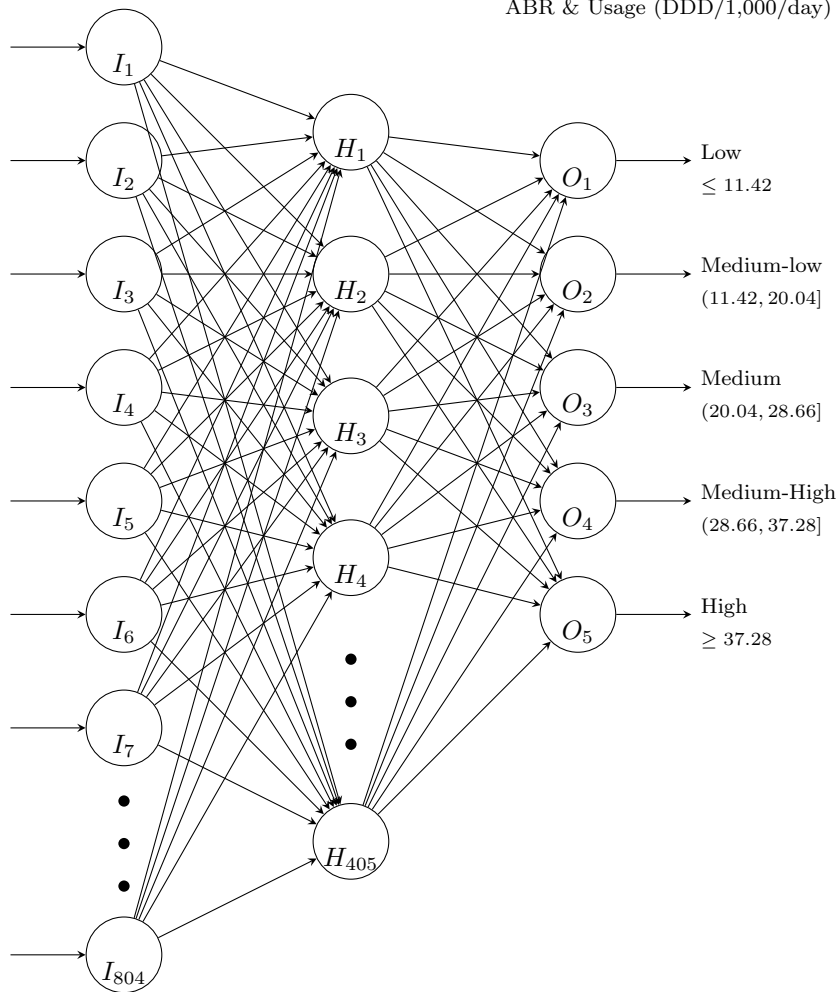 ABR & Usage (DDD/1,000/day)
I₁
I₂
I₃
I₄
I₅
I₆
I₇
I₈₀₄
H₁
H₂
H₃
H₄
H₄₀₅
O₁
O₂
O₃
O₄
O₅
Low
≤ 11.42
Medium-low
(11.42, 20.04]
Medium
(20.04, 28.66]
Medium-High
(28.66, 37.28]
High
≥ 37.28